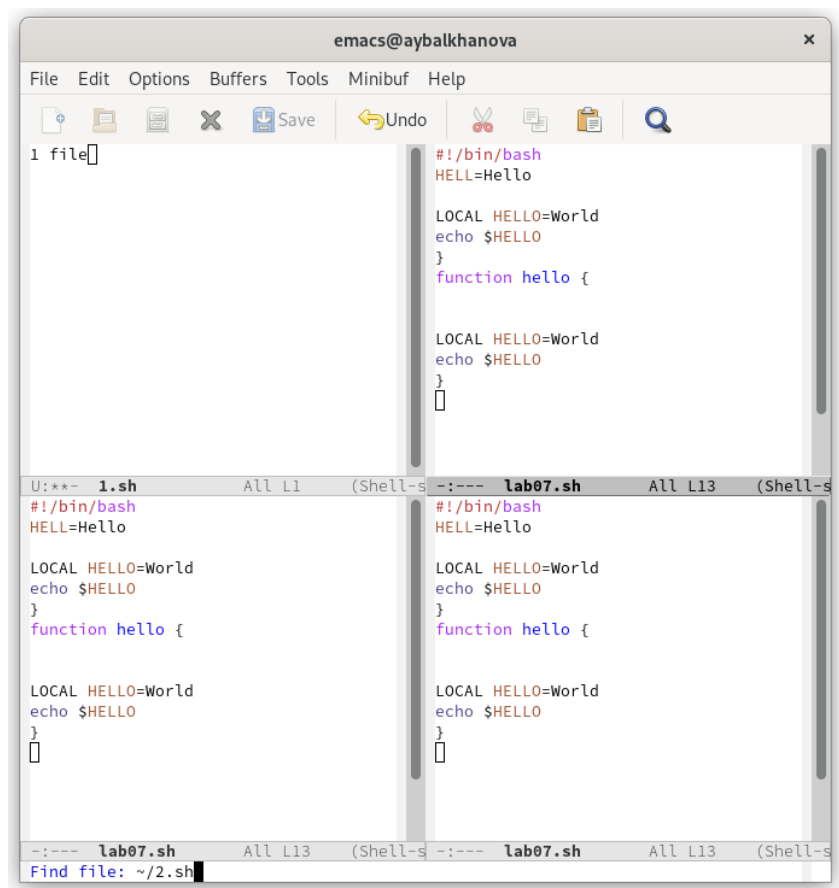 emacs@aybalkhanova
×
File Edit Options Buffers Tools Minibuf Help
Save Undo
1 file
U:**- 1.sh All L1 (Shell-s
#!/bin/bash
HELL=Hello
LOCAL HELLO=World
echo $HELLO
}
function hello {
LOCAL HELLO=World
echo $HELLO
}
-:--- lab07.sh All L13 (Shell-s
#!/bin/bash
HELL=Hello
LOCAL HELLO=World
echo $HELLO
}
function hello {
LOCAL HELLO=World
echo $HELLO
}
-:--- lab07.sh All L13 (Shell-s
#!/bin/bash
HELL=Hello
LOCAL HELLO=World
echo $HELLO
}
function hello {
LOCAL HELLO=World
echo $HELLO
}
-:--- lab07.sh All L13 (Shell-s
Find file: ~/2.sh